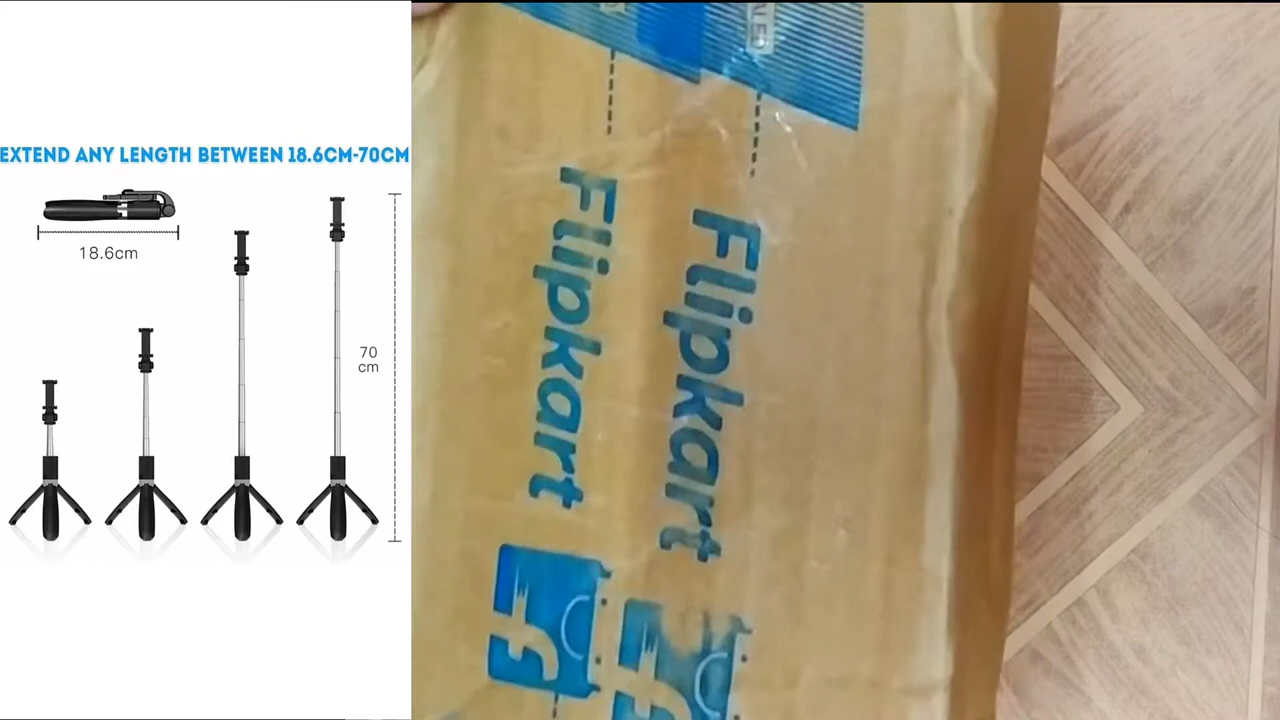 EXTEND ANY LENGTH BETWEEN 18.6CM-70CM
18.6cm
70
cm
Flipkart
Flipkart